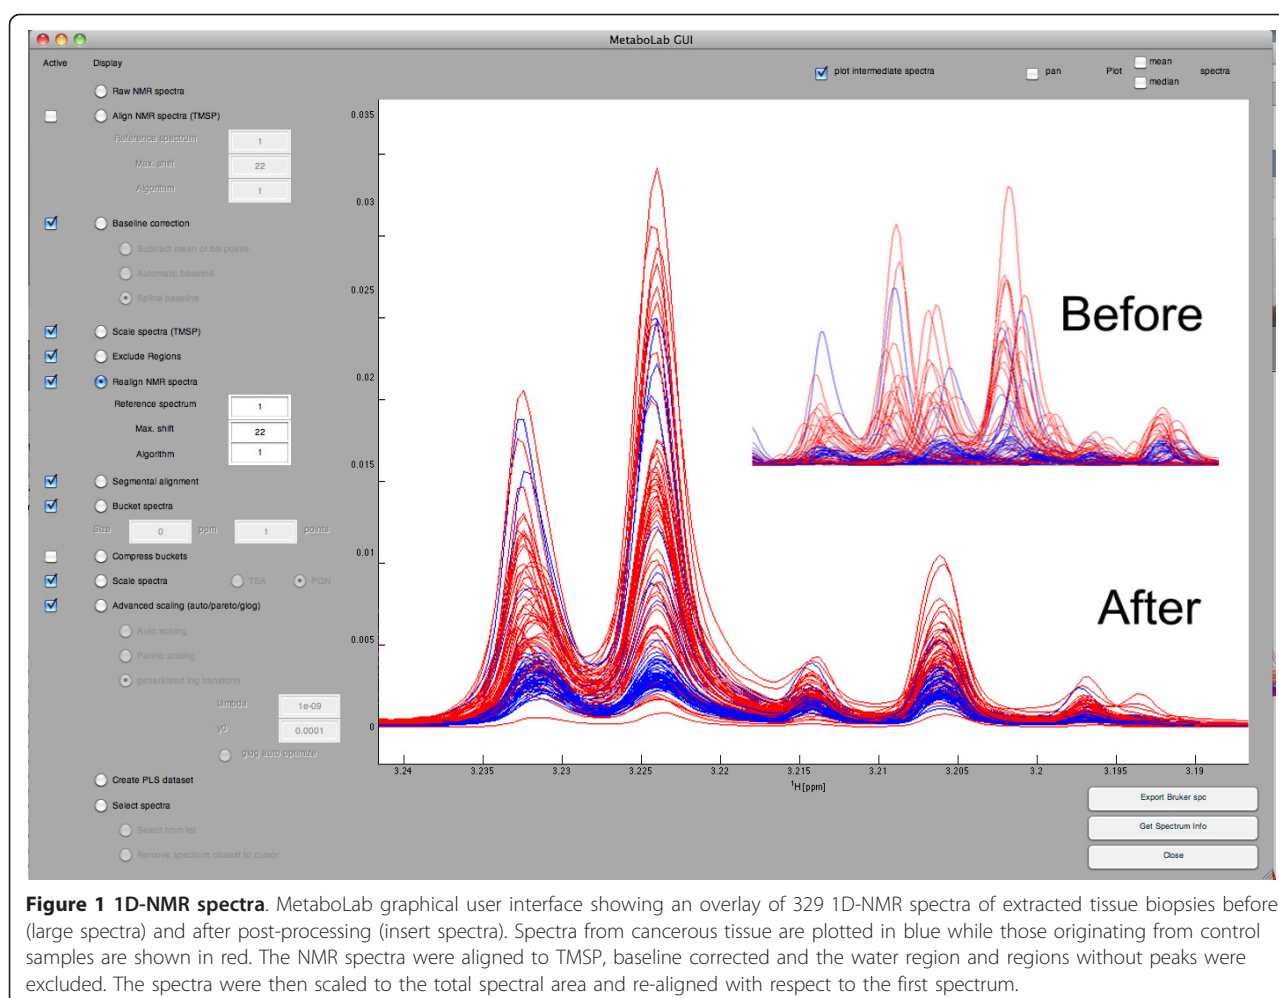 MetaboLab GUI
Active Display
plot intermediate spectra pan Plot mean median spectra
Raw NMR spectra
Align NMR spectra (TMSP)
Reference spectrum 1
Max. shift 22
Algorithm 1
Baseline correction
Subtract mean of bsl points
Automatic baseline
Spline baseline
Scale spectra (TMSP)
Exclude Regions
Realign NMR spectra
Reference spectrum 1
Max. shift 22
Algorithm 1
Segmental alignment
Bucket spectra
Size 0 ppm 1 points
Compress buckets
Scale spectra TSA PQN
Advanced scaling (auto/pareto/glog)
Auto scaling
Pareto scaling
generalized log transform
lambda 1e-09
y0 0.0001
glog auto optimize
Create PLS dataset
Select spectra
Select from list
Remove spectrum closest to cursor
0.035
0.03
0.025
0.02
0.015
0.01
0.005
0
Before
After
3.24 3.235 3.23 3.225 3.22 3.215 3.21 3.205 3.2 3.195 3.19
¹H [ppm]
Export Bruker spc
Get Spectrum Info
Close
Figure 1 1D-NMR spectra. MetaboLab graphical user interface showing an overlay of 329 1D-NMR spectra of extracted tissue biopsies before
(large spectra) and after post-processing (insert spectra). Spectra from cancerous tissue are plotted in blue while those originating from control
samples are shown in red. The NMR spectra were aligned to TMSP, baseline corrected and the water region and regions without peaks were
excluded. The spectra were then scaled to the total spectral area and re-aligned with respect to the first spectrum.